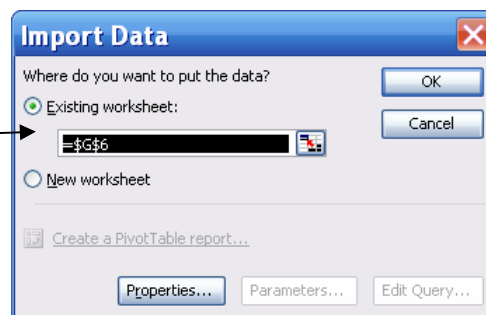 Import Data
Where do you want to put the data?
OK
Existing worksheet:
Cancel
=$G$6
New worksheet
Create a PivotTable report...
Properties...
Parameters...
Edit Query...